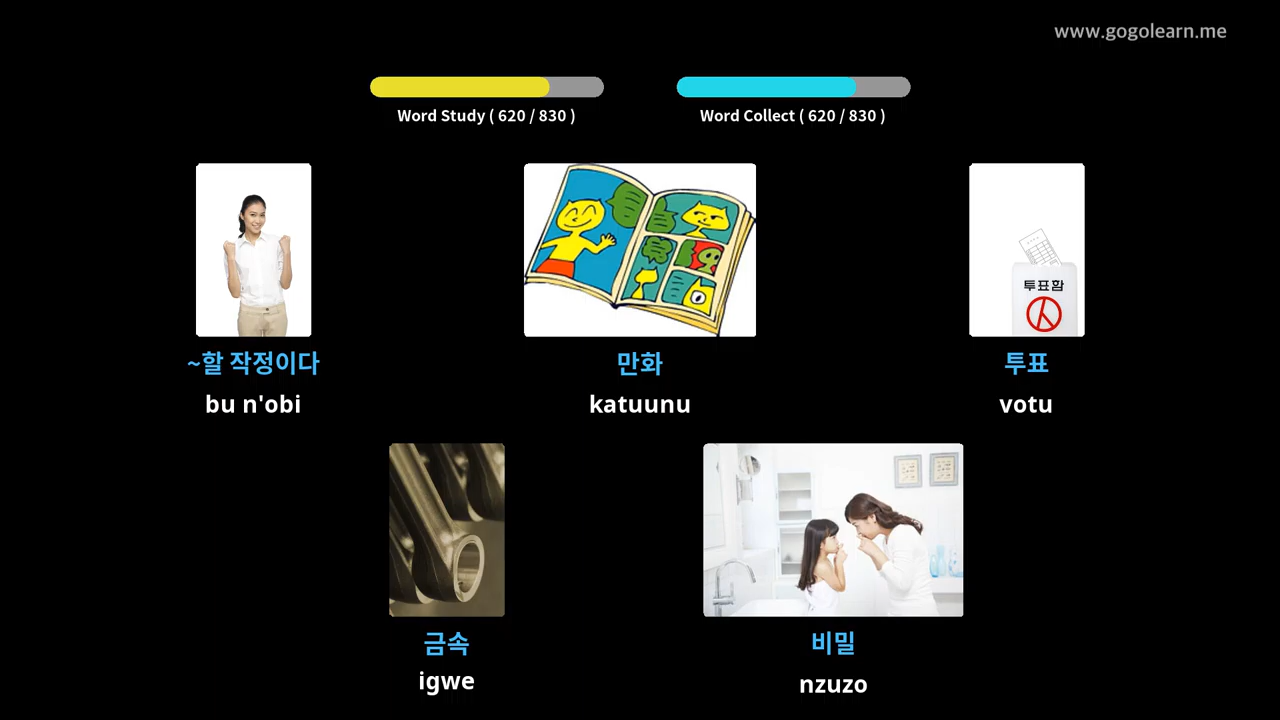 www.gogolearn.me
Word Study ( 620 / 830 )
Word Collect ( 620 / 830 )
투표함
~할 작정이다
만화
투표
bu n'obi
katuunu
votu
금속
비밀
igwe
nzuzo